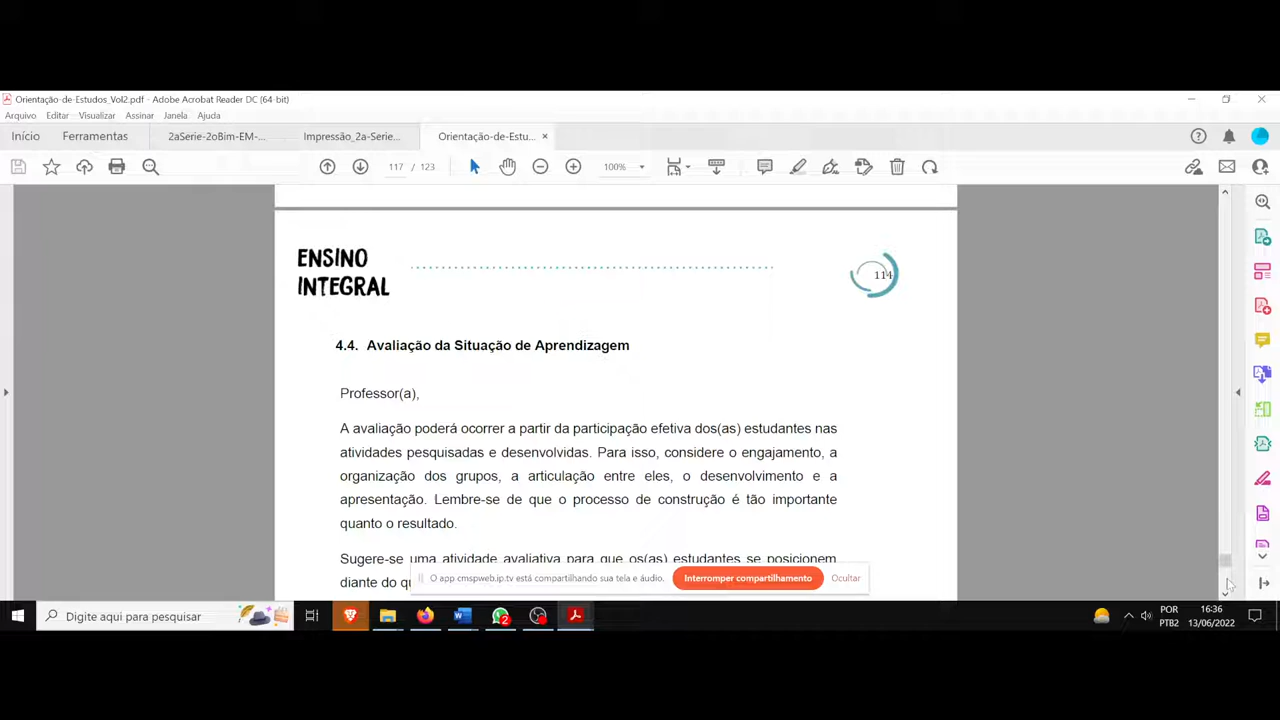 Orientação-de-Estudos_Vol2.pdf - Adobe Acrobat Reader DC (64-bit)
Arquivo Editar Visualizar Assinar Janela Ajuda
Início Ferramentas 2aSerie-2oBim-EM-... Impressão_2a-Serie... Orientação-de-Estu... ×
117 / 123 100%
ENSINO
INTEGRAL
114
4.4. Avaliação da Situação de Aprendizagem
Professor(a),
A avaliação poderá ocorrer a partir da participação efetiva dos(as) estudantes nas
atividades pesquisadas e desenvolvidas. Para isso, considere o engajamento, a
organização dos grupos, a articulação entre eles, o desenvolvimento e a
apresentação. Lembre-se de que o processo de construção é tão importante
quanto o resultado.
Sugere-se uma atividade avaliativa para que os(as) estudantes se posicionem
diante do q
O app cmspweb.ip.tv está compartilhando sua tela e áudio. Interromper compartilhamento Ocultar
Digite aqui para pesquisar
2
POR 16:36
PTB2 13/06/2022